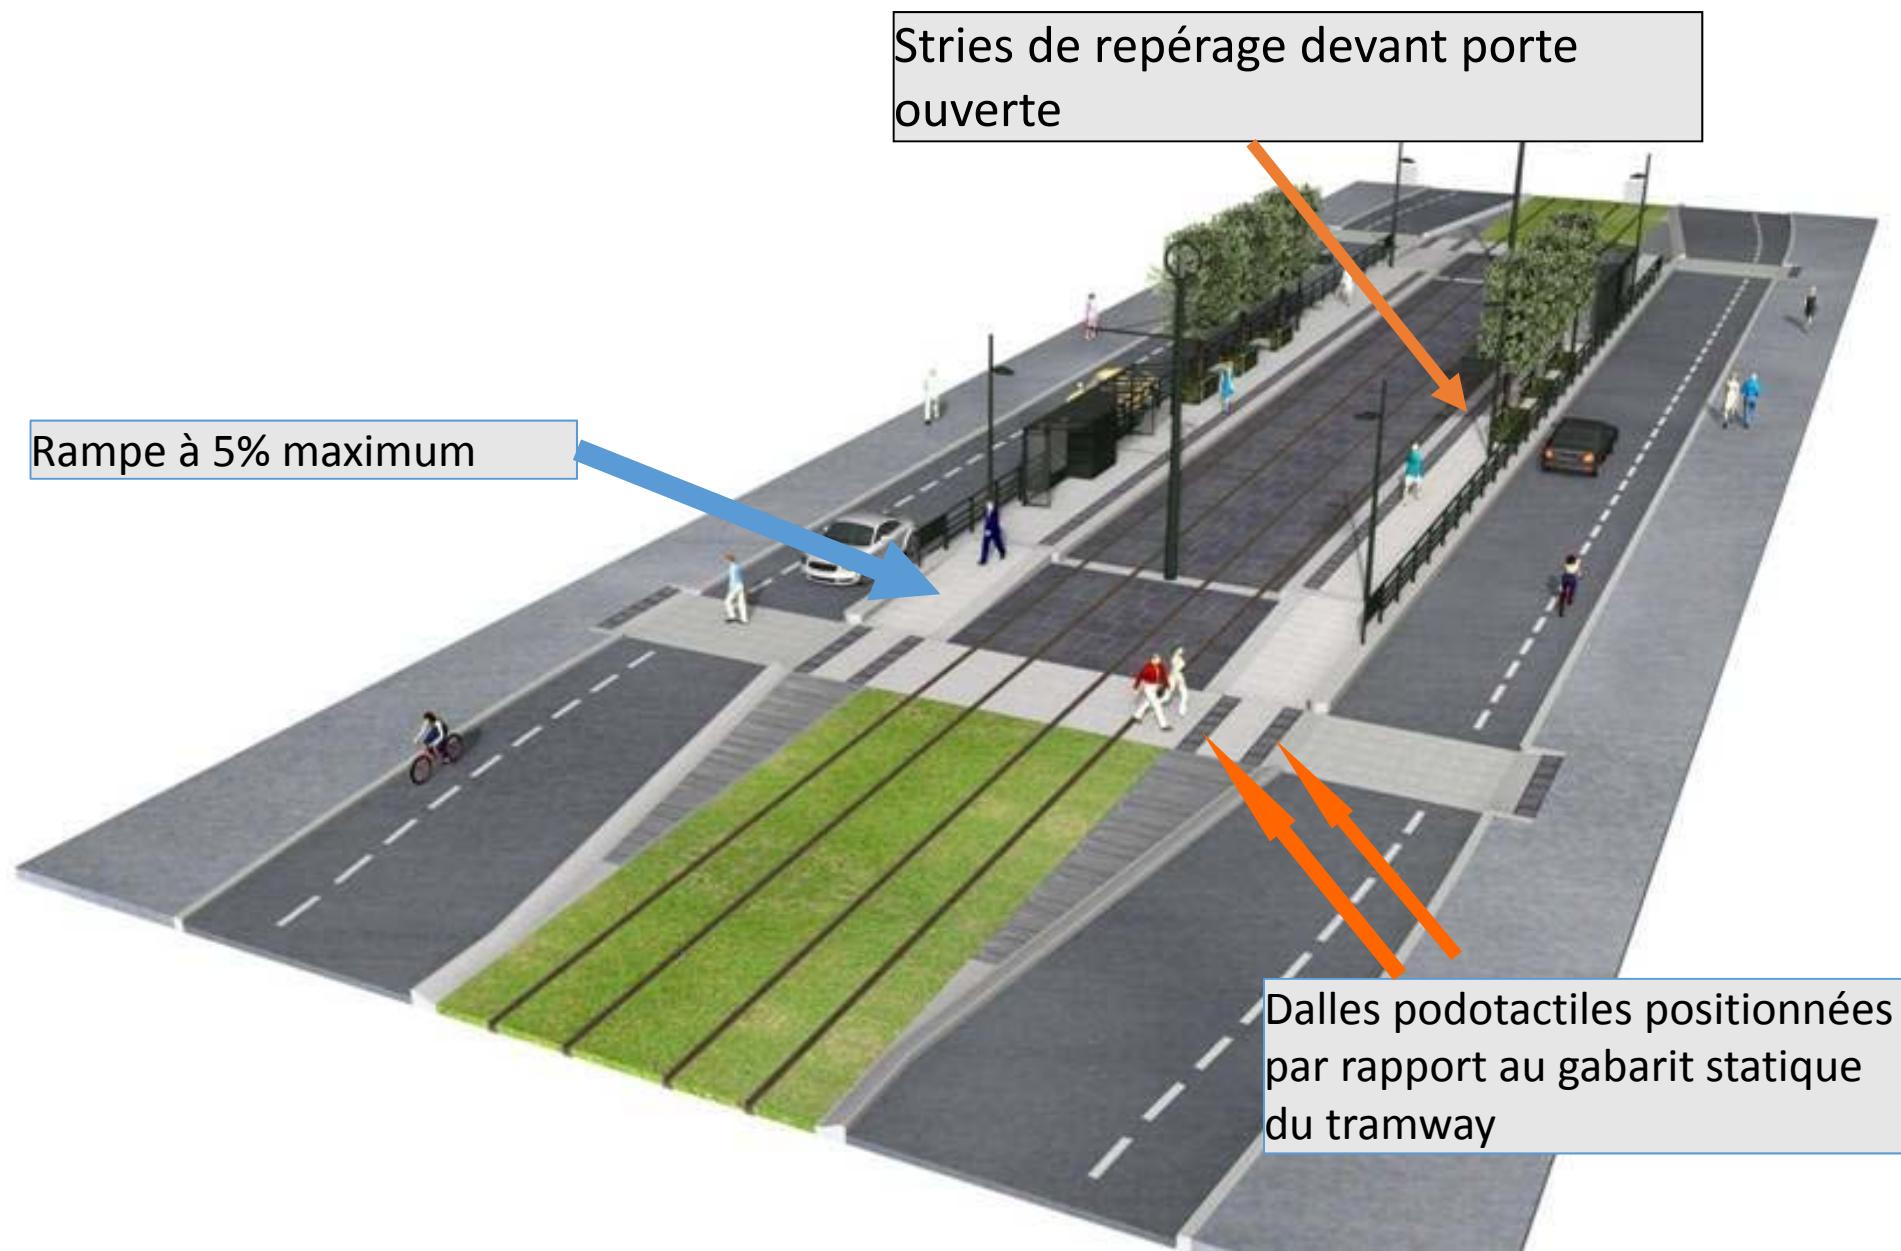 Stries de repérage devant porte
ouverte
Rampe à 5% maximum
Dalles podotactiles positionnées
par rapport au gabarit statique
du tramway